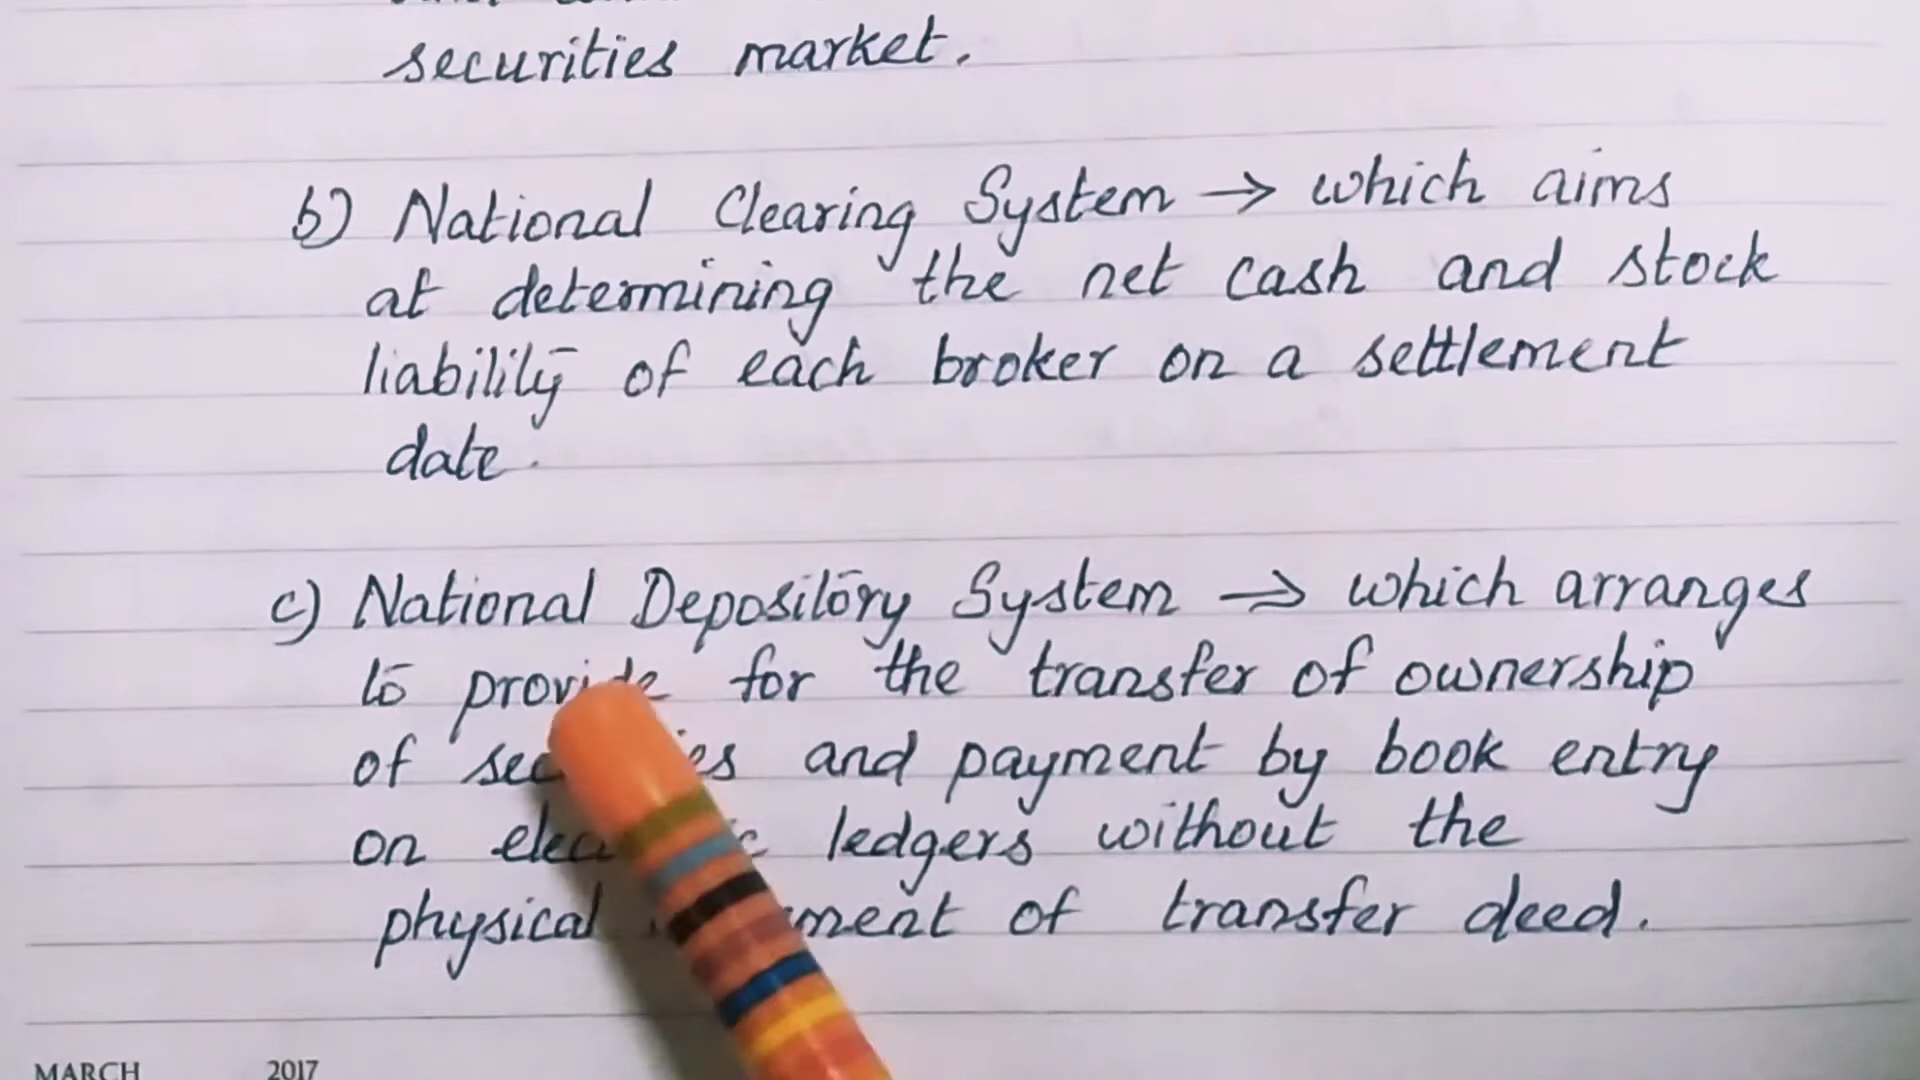 securities market.
b) National Clearing System → which aims
at determining the net cash and stock
liability of each broker on a settlement
date.
c) National Depository System → which arranges
to provide for the transfer of ownership
of and payment by book entry
on ledgers without the
physical of transfer deed.
MARCH 2017